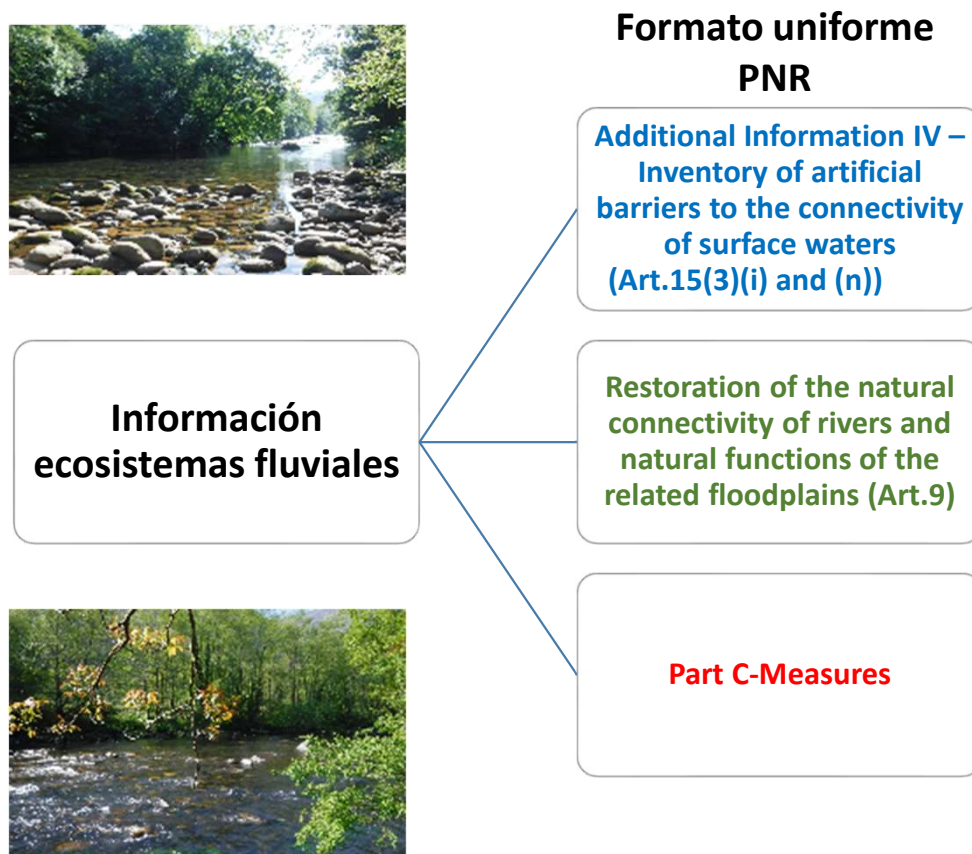 Formato uniforme
PNR
Additional Information IV –
Inventory of artificial
barriers to the connectivity
of surface waters
(Art.15(3)(i) and (n))
Información
ecosistemas fluviales
Restoration of the natural
connectivity of rivers and
natural functions of the
related floodplains (Art.9)
Part C-Measures